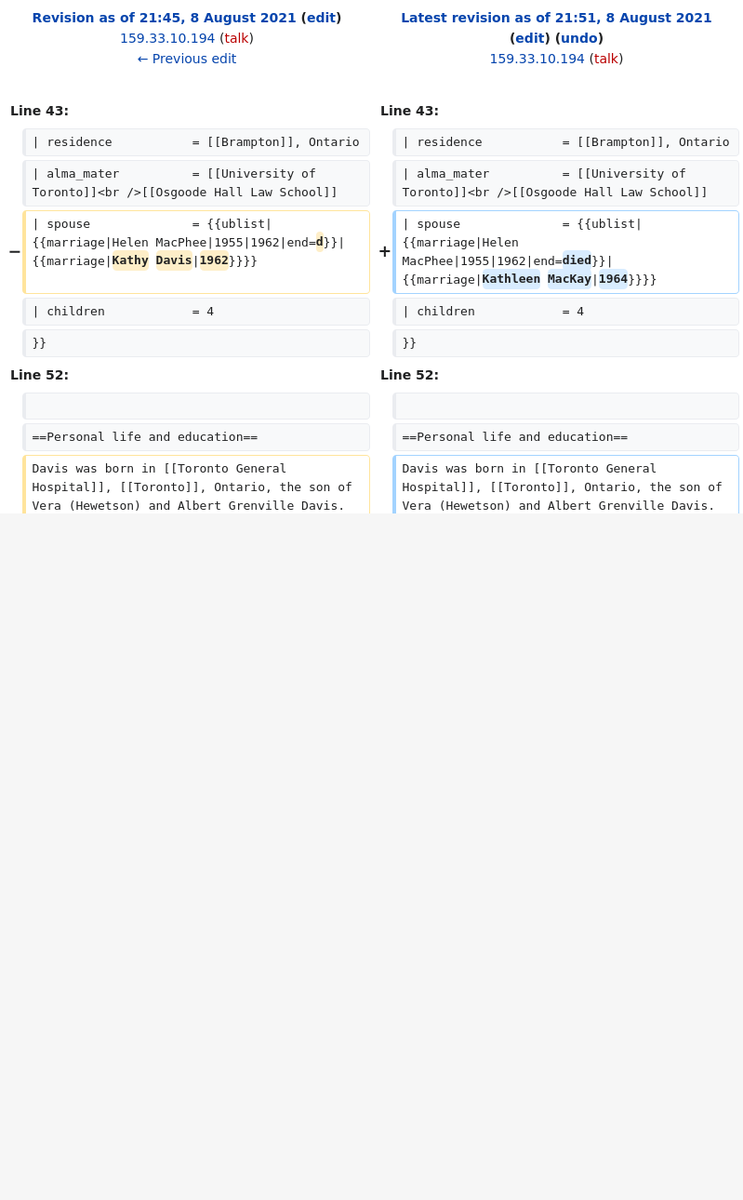 Revision as of 21:45, 8 August 2021 (edit)
159.33.10.194 (talk)
← Previous edit
Latest revision as of 21:51, 8 August 2021
(edit) (undo)
159.33.10.194 (talk)
Line 43:
Line 43:
| residence          = [[Brampton]], Ontario
| residence          = [[Brampton]], Ontario
| alma_mater         = [[University of
Toronto]]<br />[[Osgoode Hall Law School]]
| alma_mater         = [[University of
Toronto]]<br />[[Osgoode Hall Law School]]
−
| spouse             = {{ublist|
{{marriage|Helen MacPhee|1955|1962|end=d}}|
{{marriage|Kathy Davis|1962}}}}
+
| spouse             = {{ublist|
{{marriage|Helen
MacPhee|1955|1962|end=died}}|
{{marriage|Kathleen MacKay|1964}}}}
| children           = 4
| children           = 4
}}
}}
Line 52:
Line 52:
==Personal life and education==
==Personal life and education==
Davis was born in [[Toronto General
Hospital]], [[Toronto]], Ontario, the son of
Vera (Hewetson) and Albert Grenville Davis.
Davis was born in [[Toronto General
Hospital]], [[Toronto]], Ontario, the son of
Vera (Hewetson) and Albert Grenville Davis.